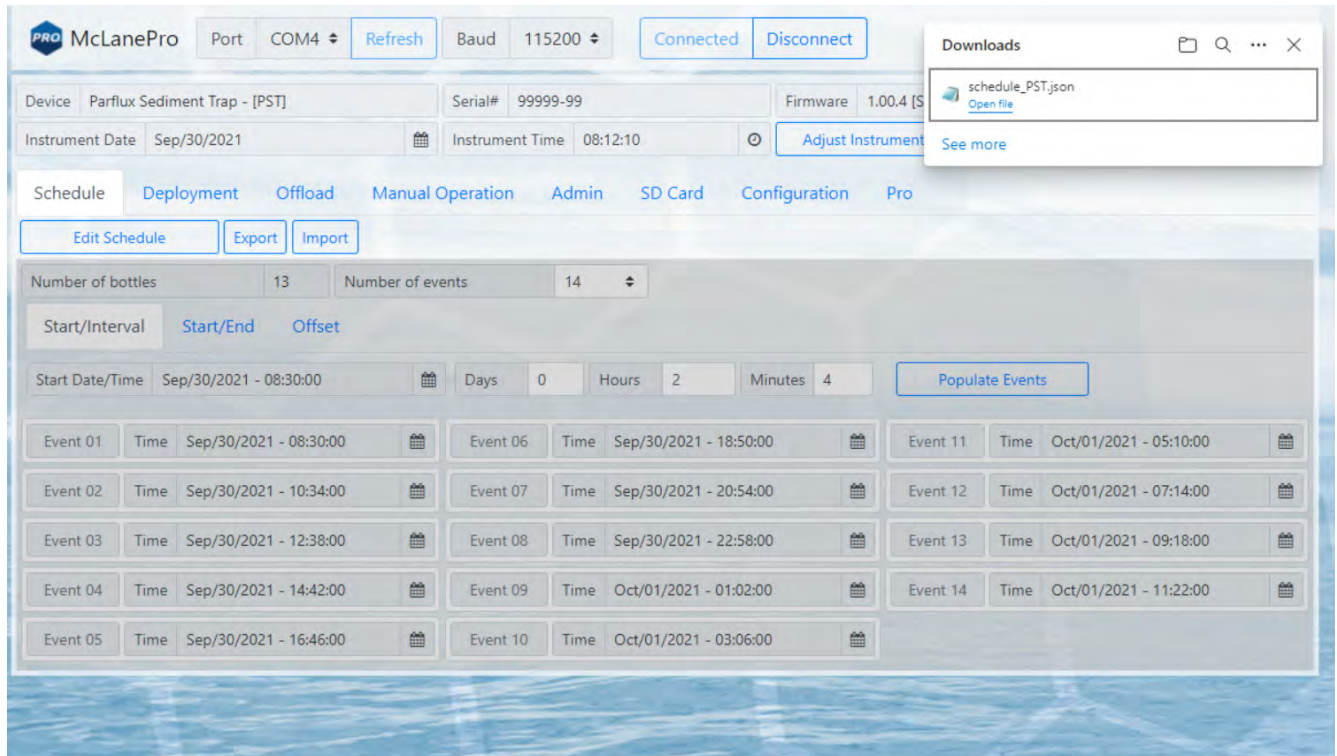 PRO McLanePro Port COM4 Refresh Baud 115200 Connected Disconnect
Downloads
schedule_PST.json
Open file
See more
Device Parflux Sediment Trap - [PST] Serial# 99999-99 Firmware 1.00.4 [S
Instrument Date Sep/30/2021 Instrument Time 08:12:10 Adjust Instrument
Schedule Deployment Offload Manual Operation Admin SD Card Configuration Pro
Edit Schedule Export Import
Number of bottles 13 Number of events 14
Start/Interval Start/End Offset
Start Date/Time Sep/30/2021 - 08:30:00 Days 0 Hours 2 Minutes 4 Populate Events
Event 01 Time Sep/30/2021 - 08:30:00 Event 06 Time Sep/30/2021 - 18:50:00 Event 11 Time Oct/01/2021 - 05:10:00
Event 02 Time Sep/30/2021 - 10:34:00 Event 07 Time Sep/30/2021 - 20:54:00 Event 12 Time Oct/01/2021 - 07:14:00
Event 03 Time Sep/30/2021 - 12:38:00 Event 08 Time Sep/30/2021 - 22:58:00 Event 13 Time Oct/01/2021 - 09:18:00
Event 04 Time Sep/30/2021 - 14:42:00 Event 09 Time Oct/01/2021 - 01:02:00 Event 14 Time Oct/01/2021 - 11:22:00
Event 05 Time Sep/30/2021 - 16:46:00 Event 10 Time Oct/01/2021 - 03:06:00